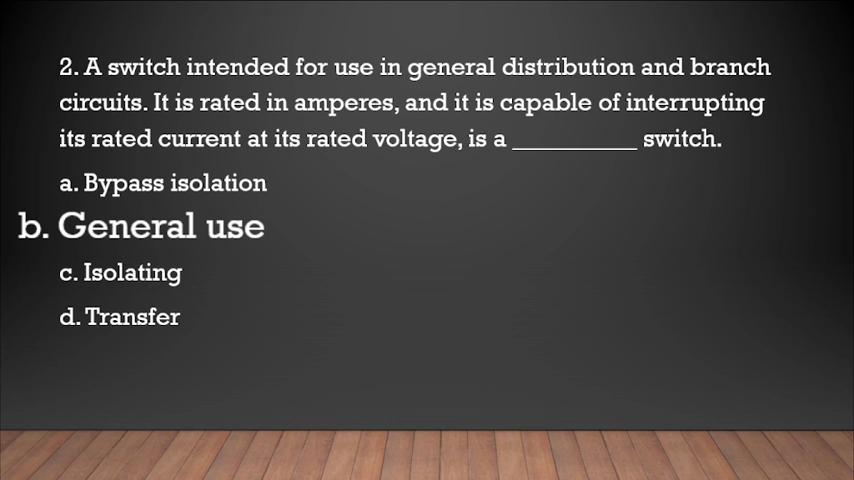 2. A switch intended for use in general distribution and branch
circuits. It is rated in amperes, and it is capable of interrupting
its rated current at its rated voltage, is a __________ switch.
a. Bypass isolation
b. General use
c. Isolating
d. Transfer